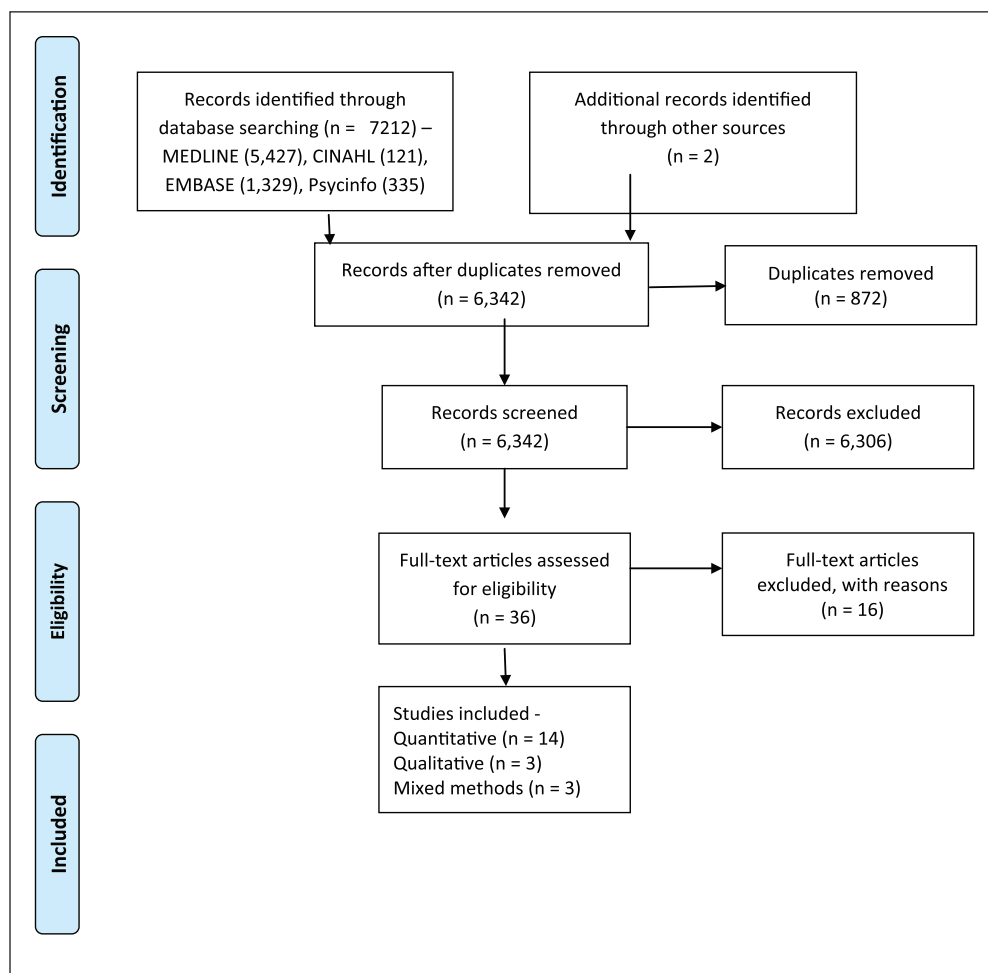 Identification
Records identified through
database searching (n = 7212) –
MEDLINE (5,427), CINAHL (121),
EMBASE (1,329), Psycinfo (335)
Additional records identified
through other sources
(n = 2)
Records after duplicates removed
(n = 6,342)
Duplicates removed
(n = 872)
Screening
Records screened
(n = 6,342)
Records excluded
(n = 6,306)
Eligibility
Full-text articles assessed
for eligibility
(n = 36)
Full-text articles
excluded, with reasons
(n = 16)
Included
Studies included -
Quantitative (n = 14)
Qualitative (n = 3)
Mixed methods (n = 3)